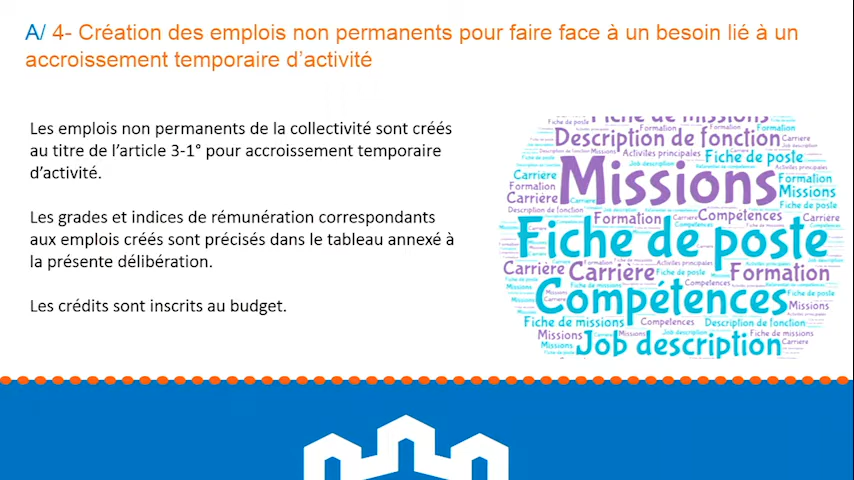 A/ 4- Création des emplois non permanents pour faire face à un besoin lié à un
accroissement temporaire d’activité
Les emplois non permanents de la collectivité sont créés
au titre de l’article 3-1° pour accroissement temporaire
d’activité.
Les grades et indices de rémunération correspondants
aux emplois créés sont précisés dans le tableau annexé à
la présente délibération.
Les crédits sont inscrits au budget.
Fiche de missions
Description de fonction
Fiche de poste
Missions
Carrière
Formation
Formation
Missions
Carrière
Formation
Compétences
Carrière
Fiche de poste
Carrière
Carrière
Formation
Compétences
Missions
Fiche de missions
Competences
Description de fonction
Missions
Job description